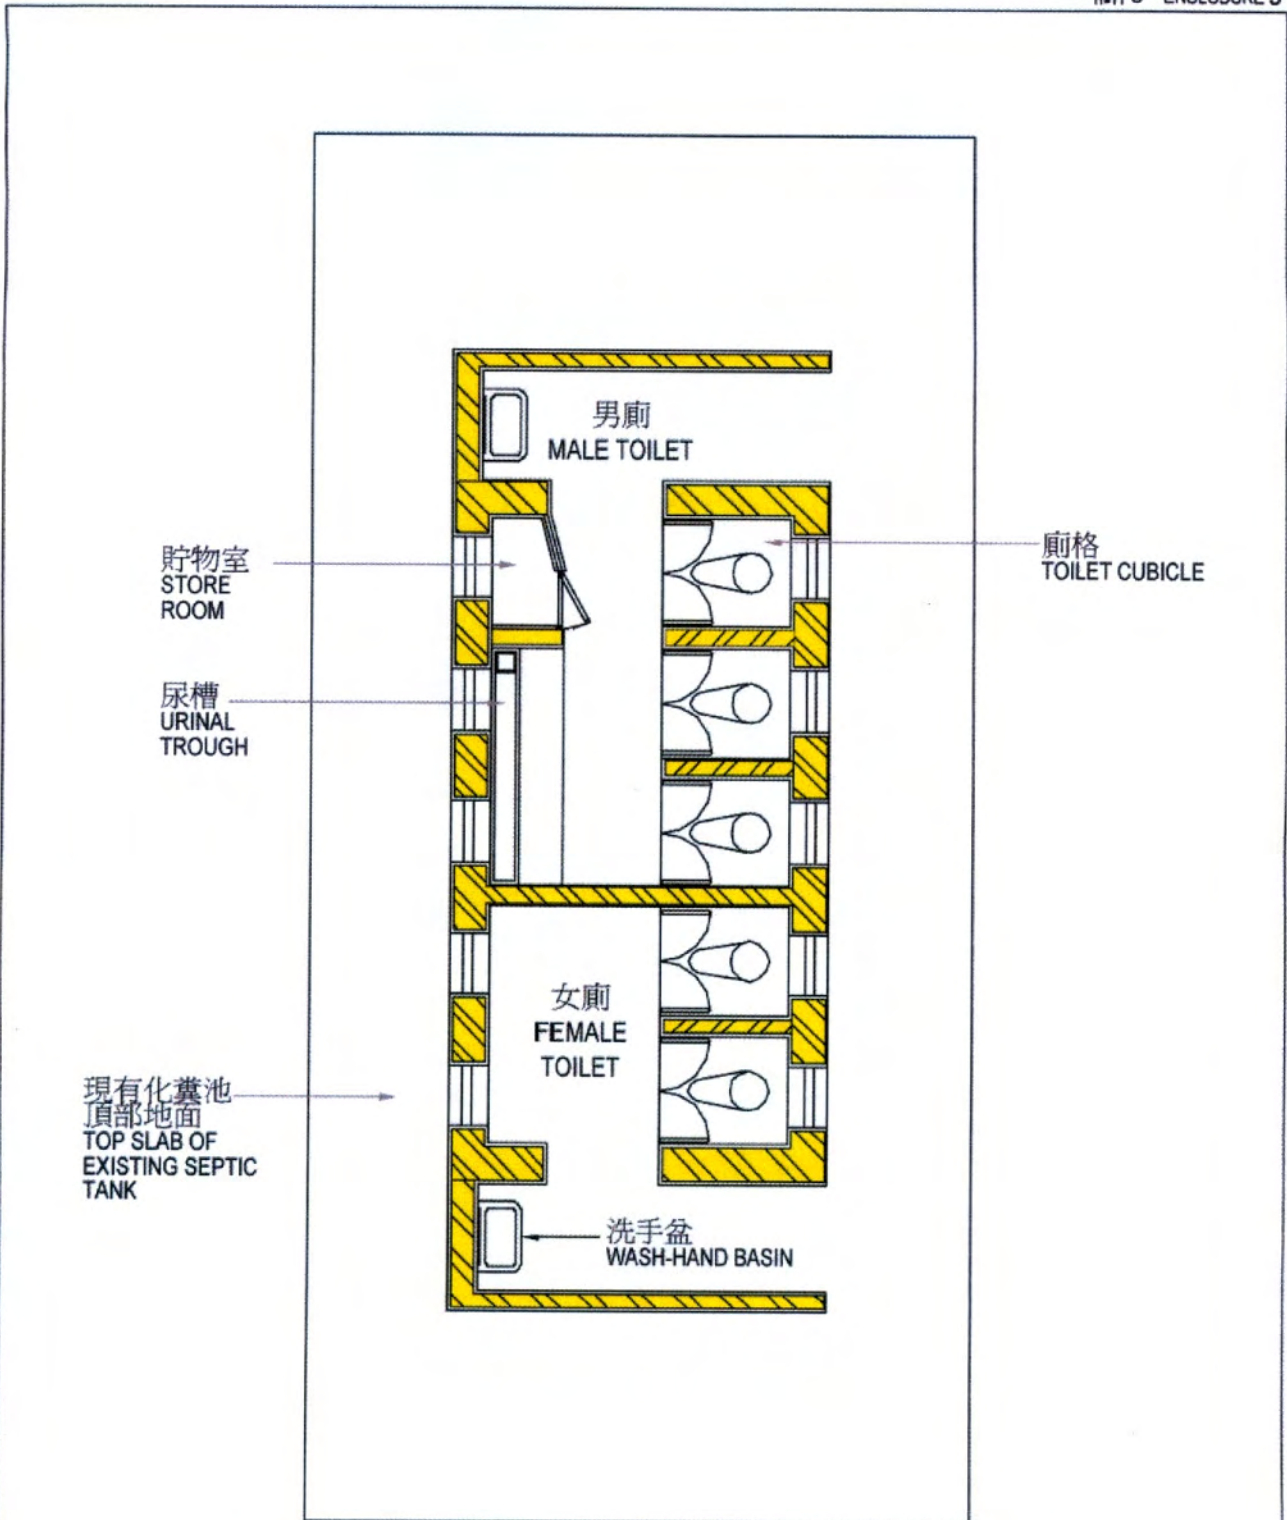 ENCLOSURE
男廁
MALE TOILET
貯物室
STORE
ROOM
廁格
TOILET CUBICLE
尿槽
URINAL
TROUGH
女廁
FEMALE
TOILET
現有化糞池
頂部地面
TOP SLAB OF
EXISTING SEPTIC
TANK
洗手盆
WASH-HAND BASIN